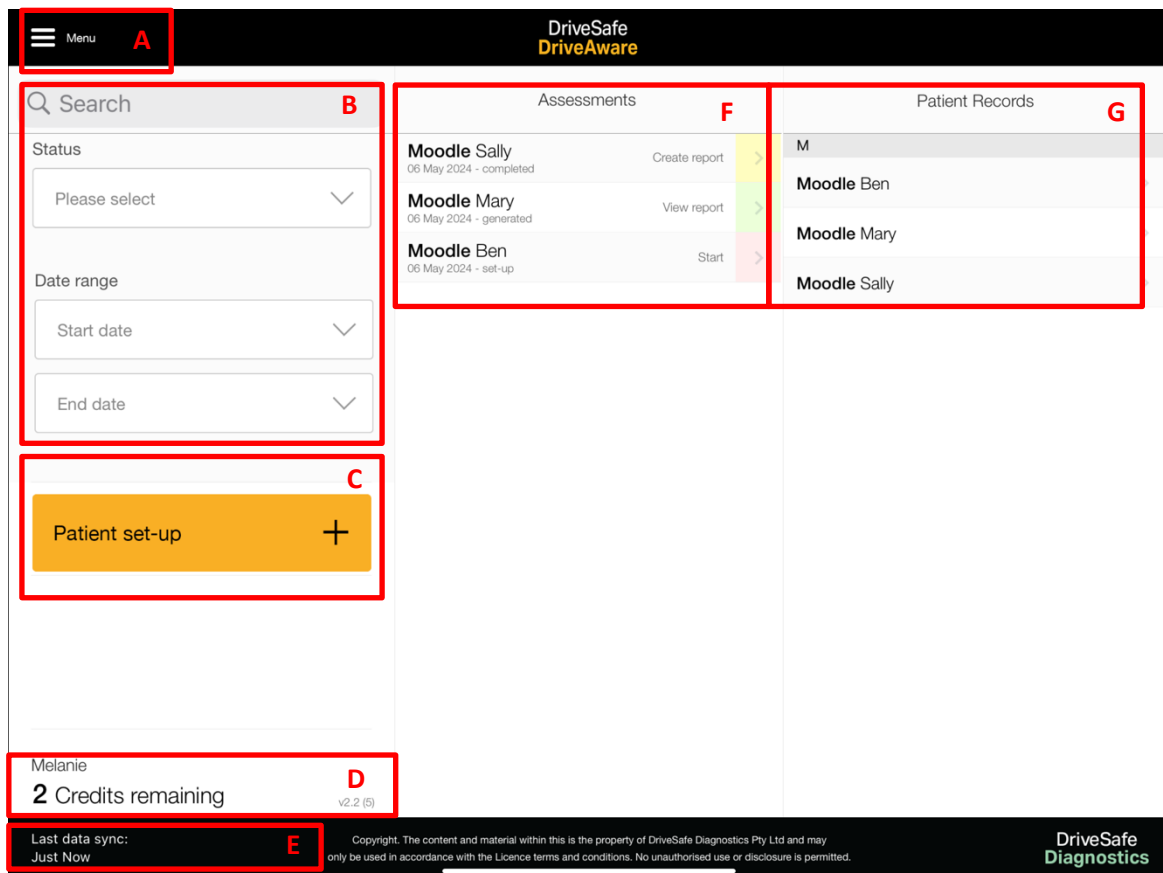 Menu
A
DriveSafe
DriveAware
Search
B
Status
Please select
Date range
Start date
End date
C
Patient set-up
Melanie
2 Credits remaining
D
v2.2 (5)
Last data sync:
Just Now
E
Assessments
F
Moodle Sally
06 May 2024 - completed
Create report
Moodle Mary
06 May 2024 - generated
View report
Moodle Ben
06 May 2024 - set-up
Start
Patient Records
G
M
Moodle Ben
Moodle Mary
Moodle Sally
Copyright. The content and material within this is the property of DriveSafe Diagnostics Pty Ltd and may
only be used in accordance with the Licence terms and conditions. No unauthorised use or disclosure is permitted.
DriveSafe
Diagnostics